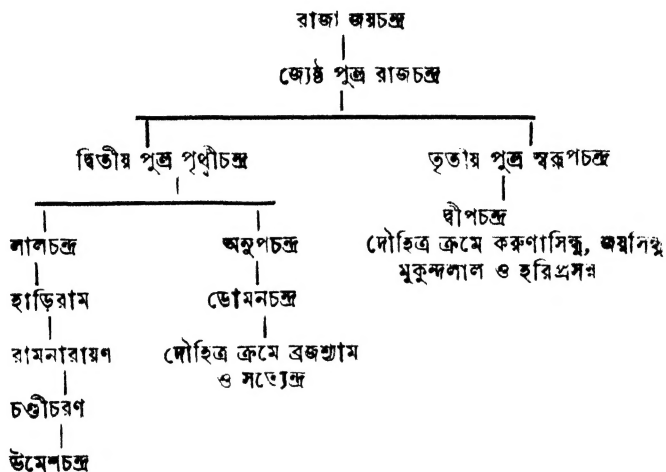 রাজা জয়চন্দ্র
জ্যেষ্ঠ পুত্র রাজচন্দ্র
দ্বিতীয় পুত্র পৃথ্বীচন্দ্র
তৃতীয় পুত্র স্বরূপচন্দ্র
লালচন্দ্র
অনুপচন্দ্র
দ্বীপচন্দ্র
দৌহিত্র ক্রমে করুণাসিন্ধু, জয়সিন্ধু
মুকুন্দলাল ও হরিপ্রসন্ন
হাড়িরাম
ভোমনচন্দ্র
রামনারায়ণ
দৌহিত্র ক্রমে ব্রজশ্যাম
ও সত্যেন্দ্র
চণ্ডীচরণ
উমেশচন্দ্র